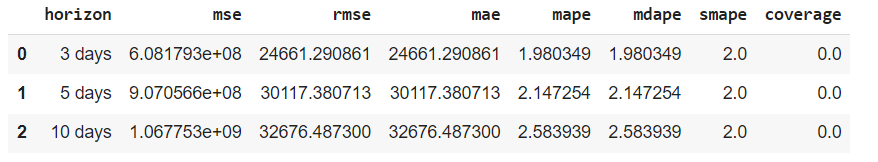 horizon mse rmse mae mape mdape smape coverage
0 3 days 6.081793e+08 24661.290861 24661.290861 1.980349 1.980349 2.0 0.0
1 5 days 9.070566e+08 30117.380713 30117.380713 2.147254 2.147254 2.0 0.0
2 10 days 1.067753e+09 32676.487300 32676.487300 2.583939 2.583939 2.0 0.0